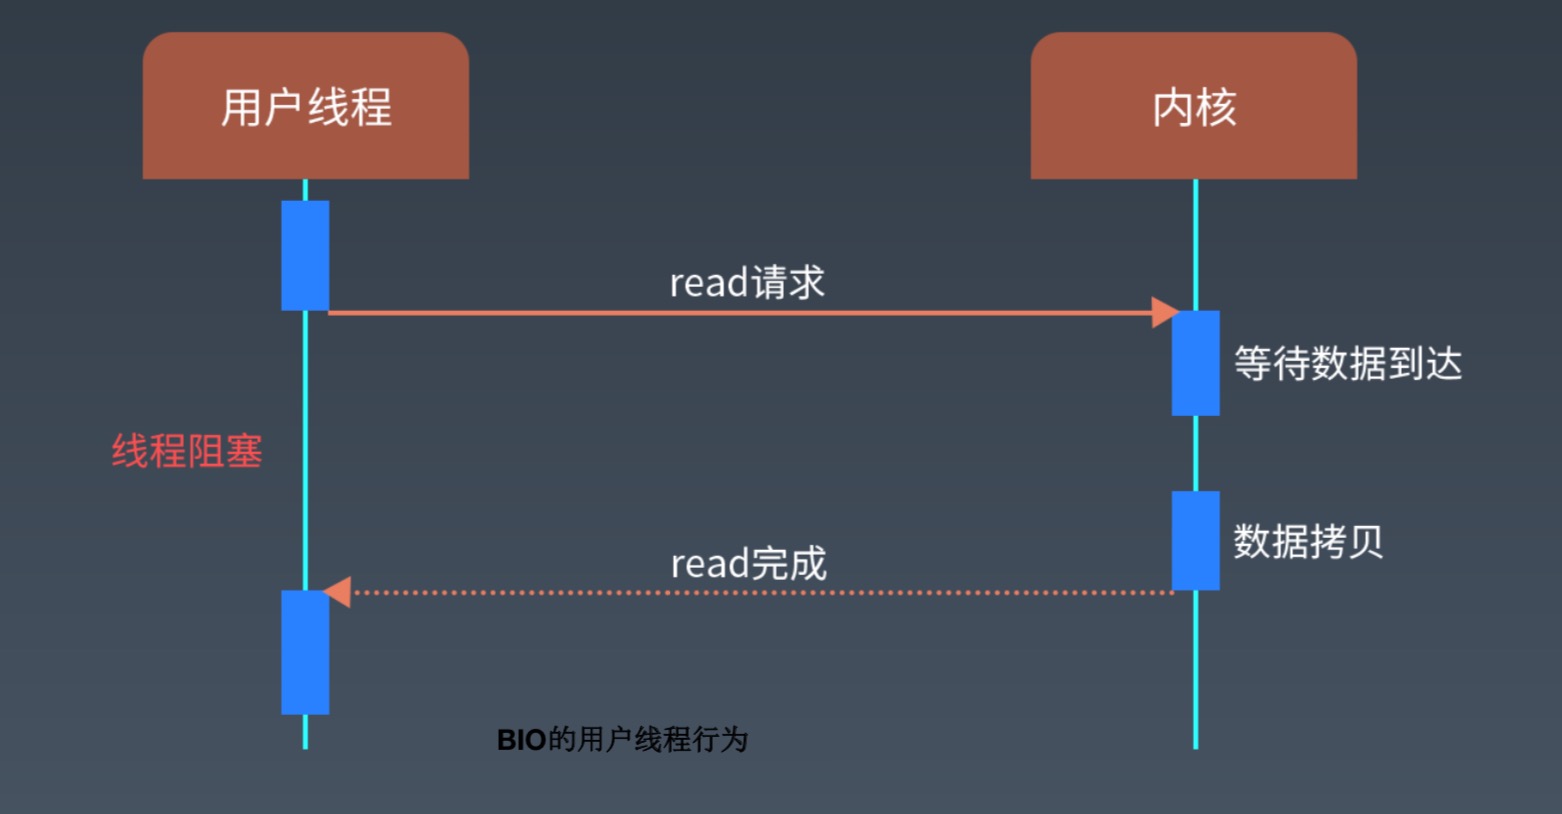 用户线程
内核
read请求
等待数据到达
线程阻塞
数据拷贝
read完成
BIO的用户线程行为